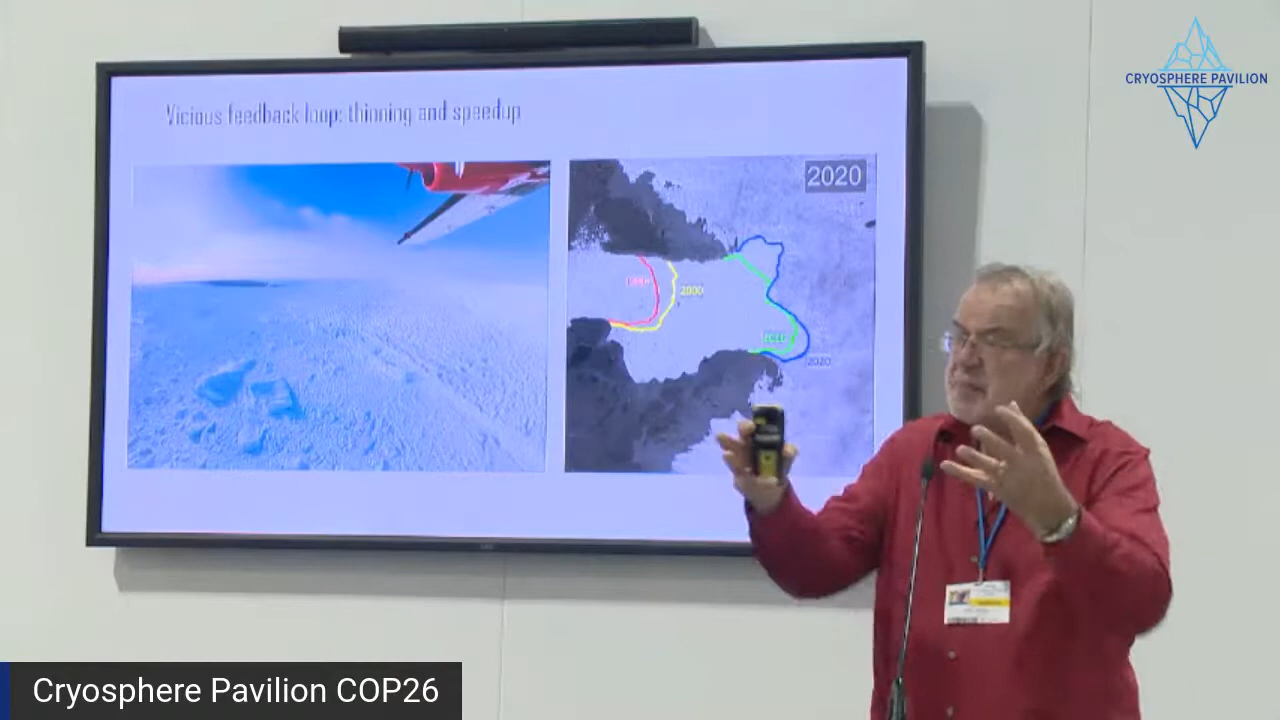 CRYOSPHERE PAVILION
Vicious feedback loop: thinning and speedup
2020
2000
2020
Cryosphere Pavilion COP26